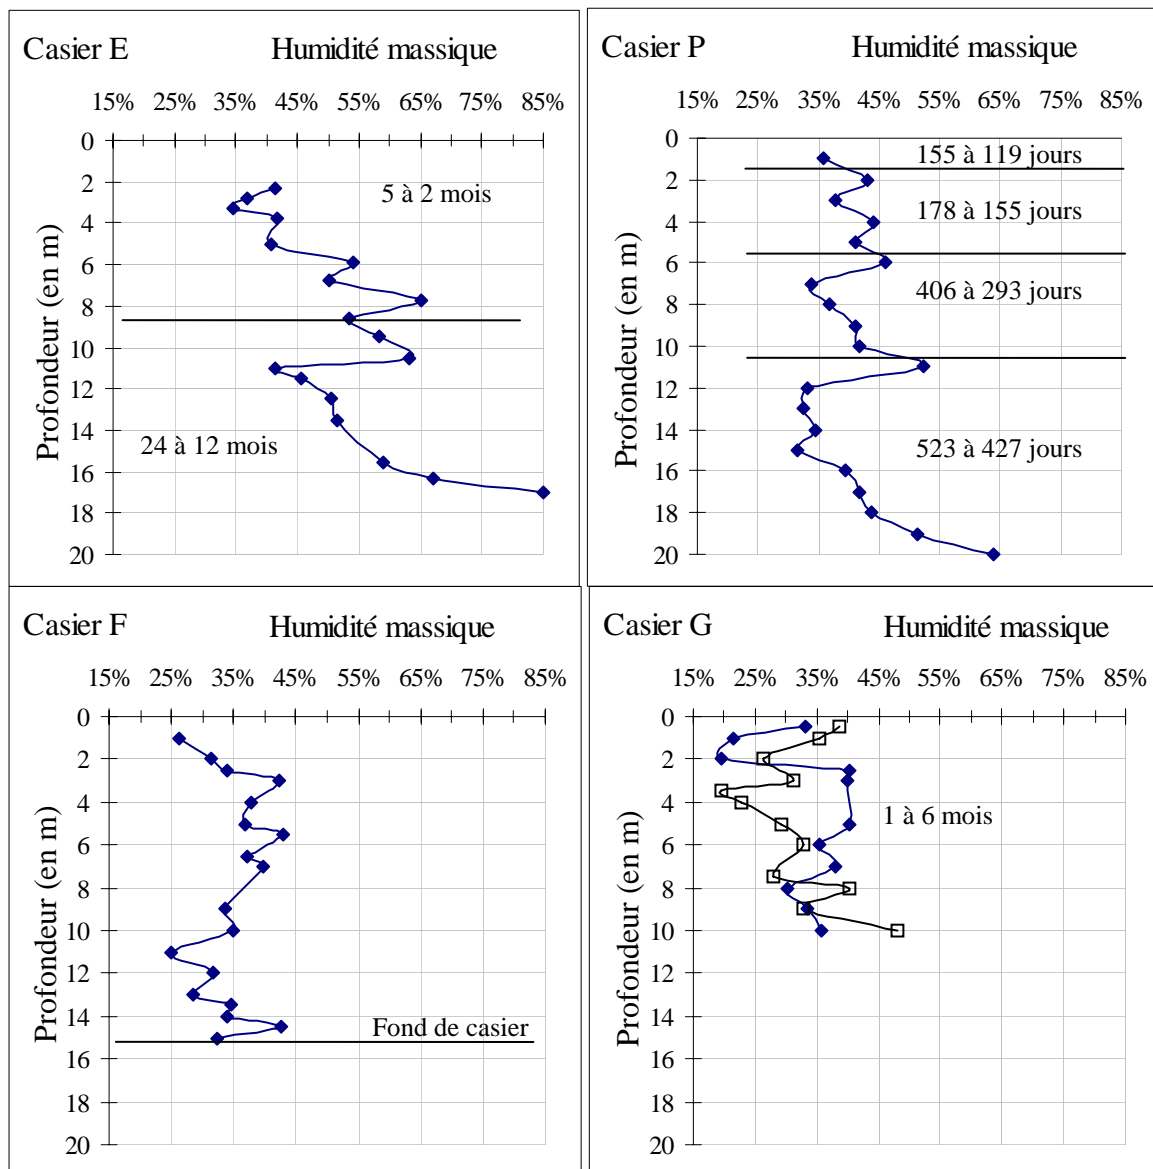 Casier E Humidité massique
15% 25% 35% 45% 55% 65% 75% 85%
0
2
4
6
8
10
12
14
16
18
20
Profondeur (en m)
5 à 2 mois
24 à 12 mois
Casier P Humidité massique
15% 25% 35% 45% 55% 65% 75% 85%
0
2
4
6
8
10
12
14
16
18
20
Profondeur (en m)
155 à 119 jours
178 à 155 jours
406 à 293 jours
523 à 427 jours
Casier F Humidité massique
15% 25% 35% 45% 55% 65% 75% 85%
0
2
4
6
8
10
12
14
16
18
20
Profondeur (en m)
Fond de casier
Casier G Humidité massique
15% 25% 35% 45% 55% 65% 75% 85%
0
2
4
6
8
10
12
14
16
18
20
Profondeur (en m)
1 à 6 mois